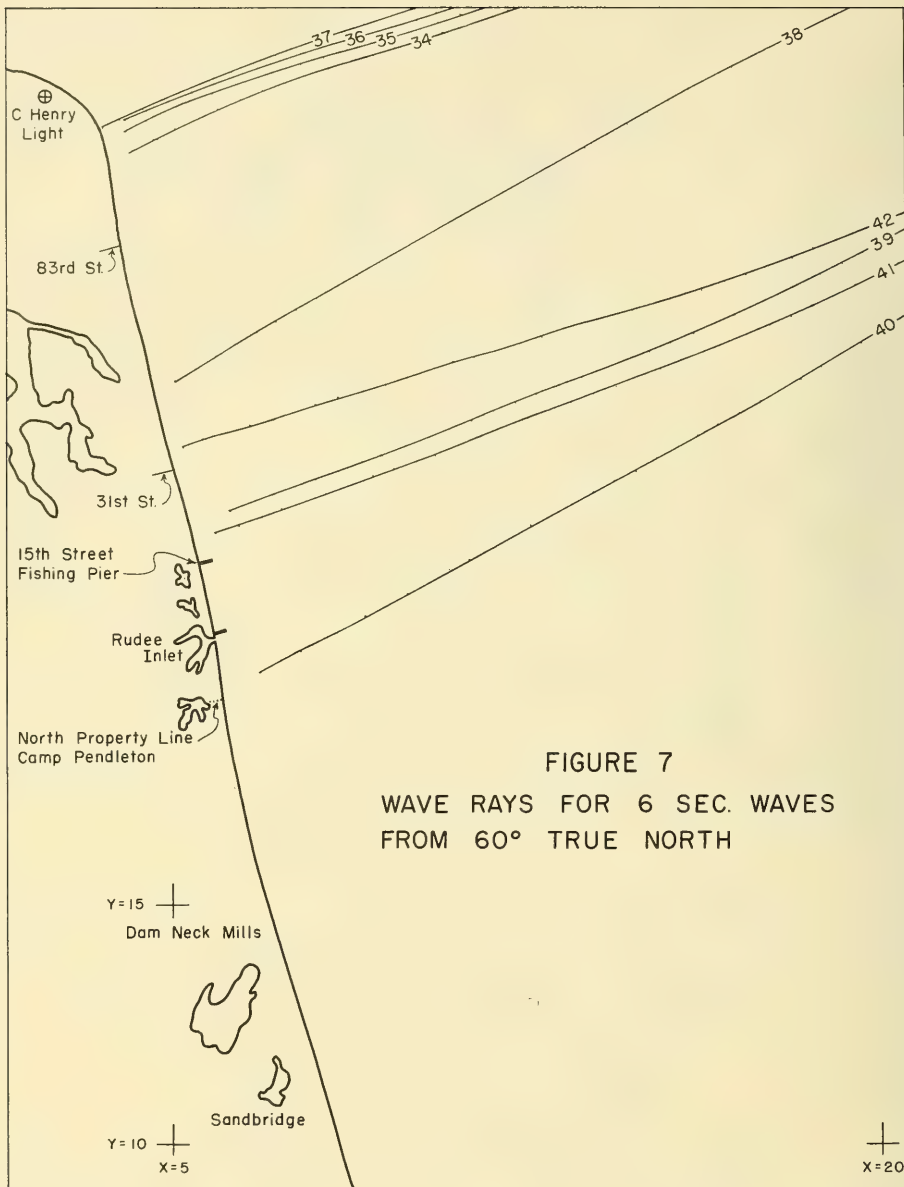 37
36
35
34
38
C Henry
Light
42
39
83rd St.
41
40
31st St.
15th Street
Fishing Pier
Rudee
Inlet
North Property Line
Camp Pendleton
FIGURE 7
WAVE RAYS FOR 6 SEC. WAVES
FROM 60° TRUE NORTH
Y=15
Dam Neck Mills
Sandbridge
Y=10
X=5
X=20